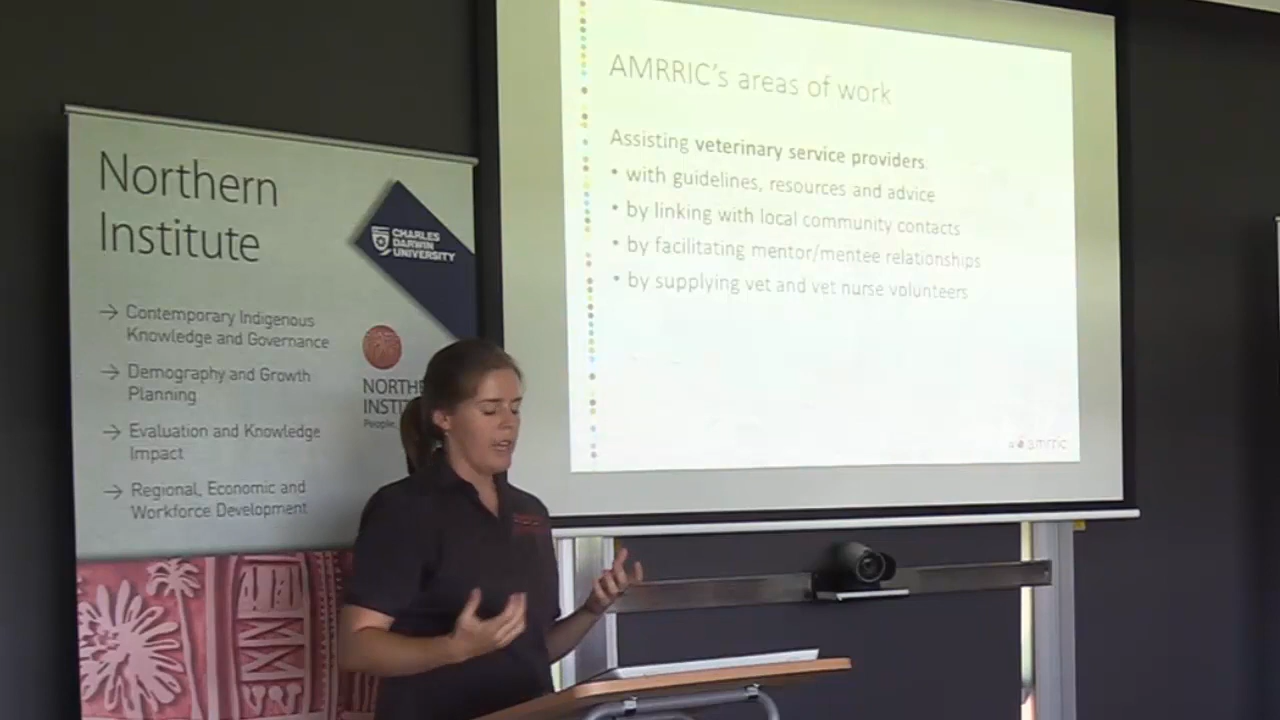 Northern
Institute
CHARLES
DARWIN
UNIVERSITY
→ Contemporary Indigenous
Knowledge and Governance
→ Demography and Growth
Planning
→ Evaluation and Knowledge
Impact
→ Regional, Economic and
Workforce Development
People,
AMRRIC's areas of work
Assisting veterinary service providers
• with guidelines, resources and advice
• by linking with local community contacts
• by facilitating mentor/mentee relationships
• by supplying vet and vet nurse volunteers
amrric